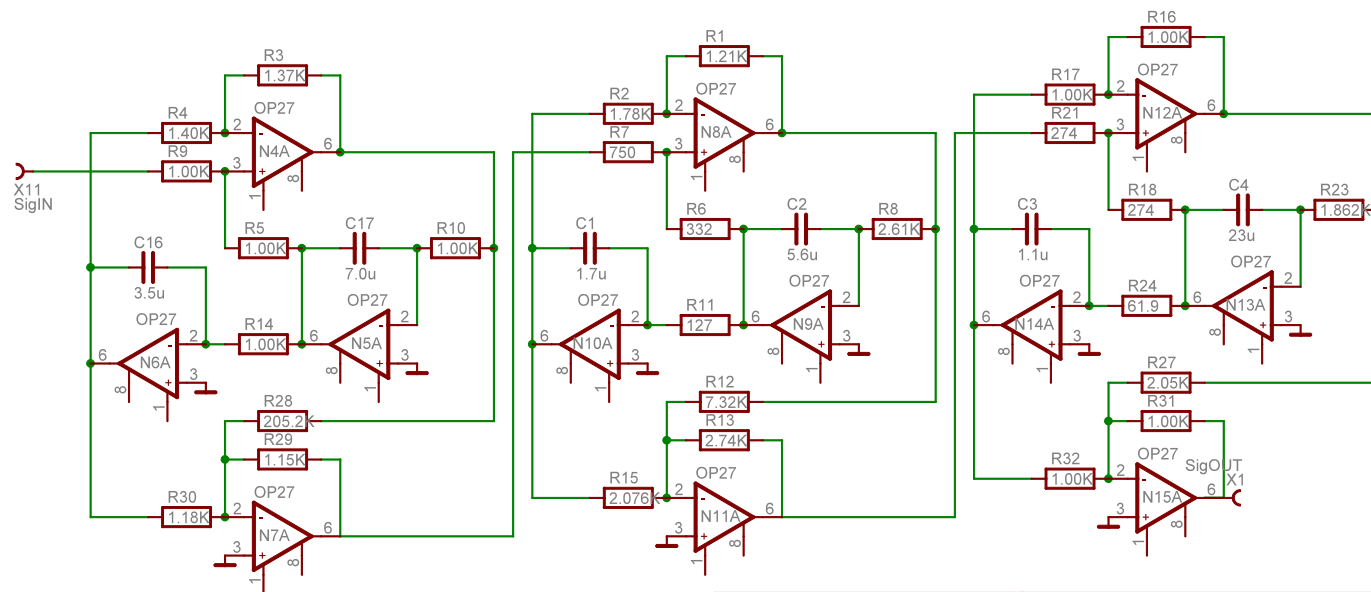 X11
SigIN
R3
1.37K
OP27
R4
1.40K
2
-
N4A
6
R9
1.00K
3
+
1
8
R5
1.00K
C17
7.0u
R10
1.00K
C16
3.5u
OP27
6
N6A
2
-
3
+
8
1
R14
1.00K
OP27
6
N5A
2
-
3
+
8
1
R28
205.2K
R29
1.15K
OP27
R30
1.18K
2
-
N7A
6
3
+
1
8
R1
1.21K
OP27
R2
1.78K
2
-
N8A
6
R7
750
3
+
1
8
R6
332
C2
5.6u
R8
2.61K
C1
1.7u
OP27
6
N10A
2
-
3
+
8
1
R11
127
OP27
6
N9A
2
-
3
+
8
1
R12
7.32K
R13
2.74K
OP27
R15
2.076K
2
-
N11A
6
3
+
1
8
R16
1.00K
OP27
R17
1.00K
2
-
N12A
6
R21
274
3
+
1
8
R18
274
C4
23u
R23
1.862K
C3
1.1u
OP27
6
N14A
2
-
3
+
8
1
R24
61.9
OP27
6
N13A
2
-
3
+
8
1
R27
2.05K
R31
1.00K
OP27
R32
1.00K
2
-
N15A
6
3
+
1
8
SigOUT
X1